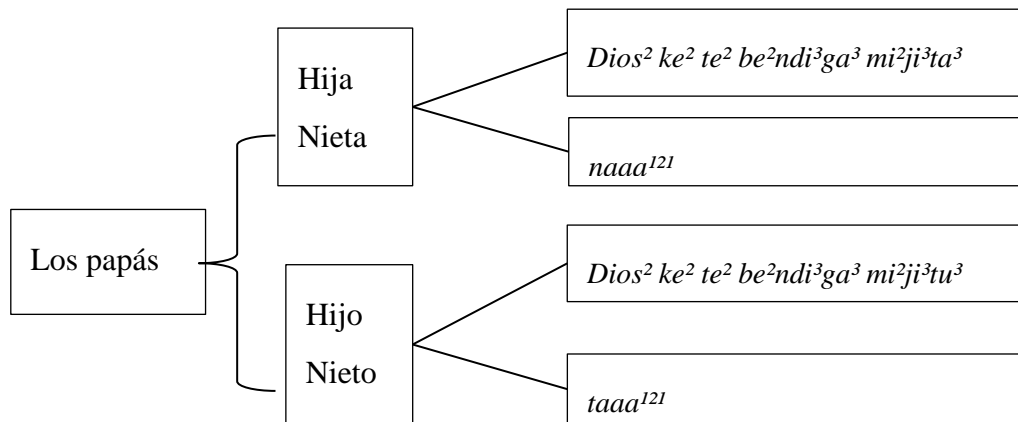 Los papás
Hija
Nieta
Dios² ke² te² be²ndi³ga³ mi²ji³ta³
naaa¹²¹
Hijo
Nieto
Dios² ke² te² be²ndi³ga³ mi²ji³tu³
taaa¹²¹